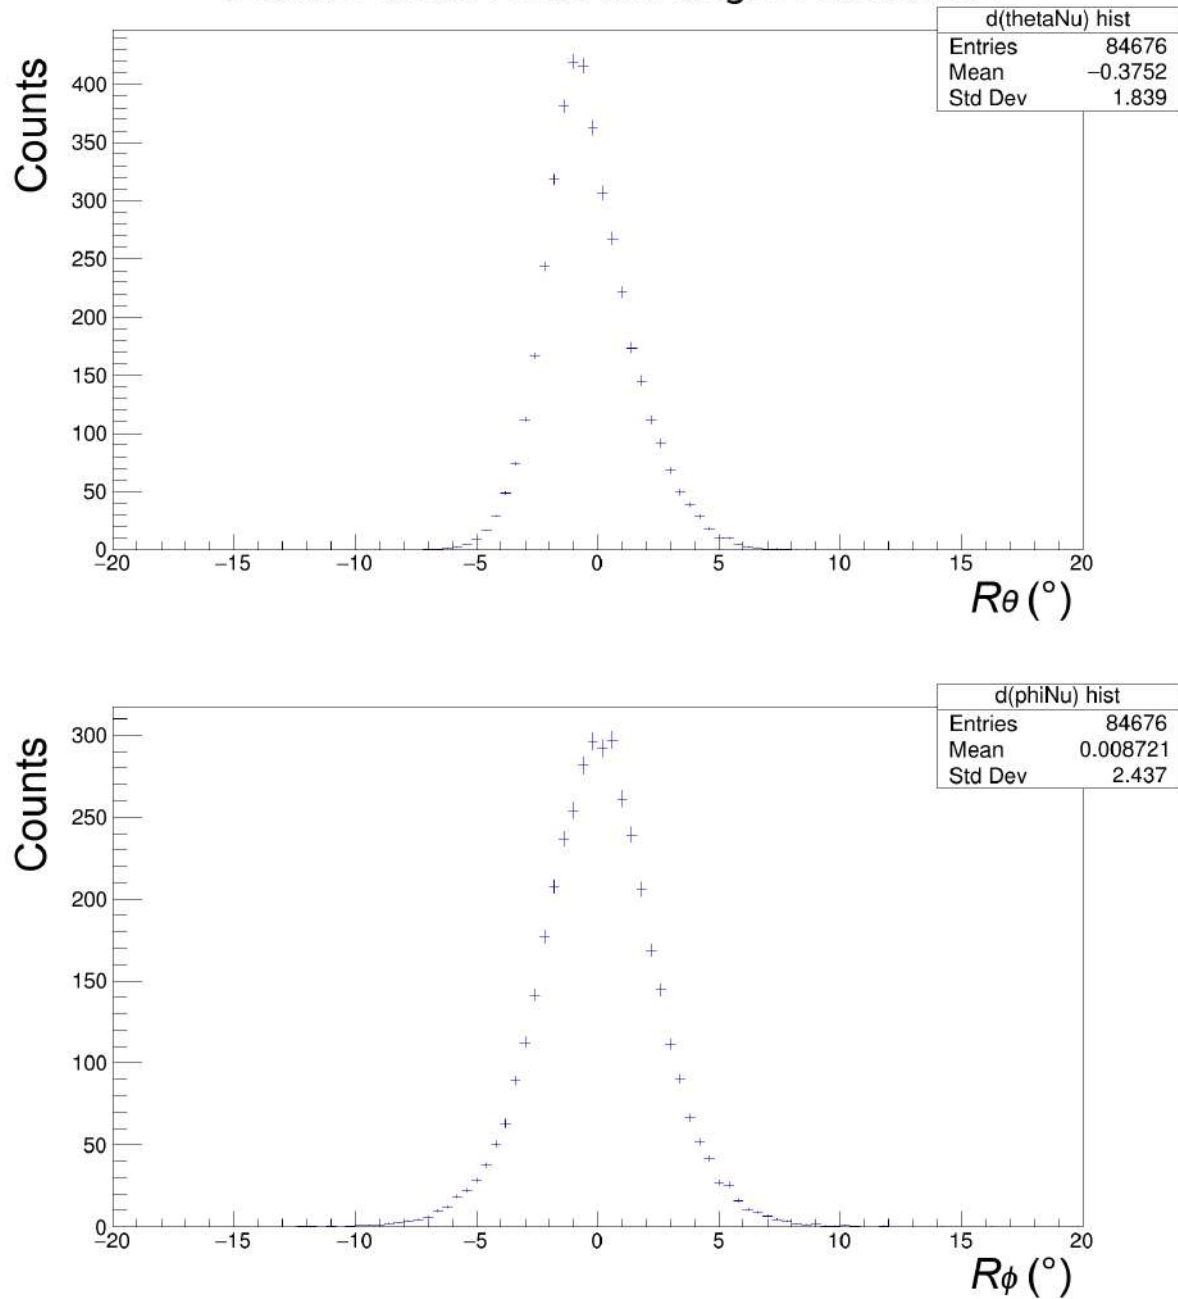 d(thetaNu) hist
Entries 84676
Mean −0.3752
Std Dev 1.839
Counts
400
350
300
250
200
150
100
50
0
−20 −15 −10 −5 0 5 10 15 20
Rθ (°)
d(phiNu) hist
Entries 84676
Mean 0.008721
Std Dev 2.437
Counts
300
250
200
150
100
50
0
−20 −15 −10 −5 0 5 10 15 20
Rϕ (°)